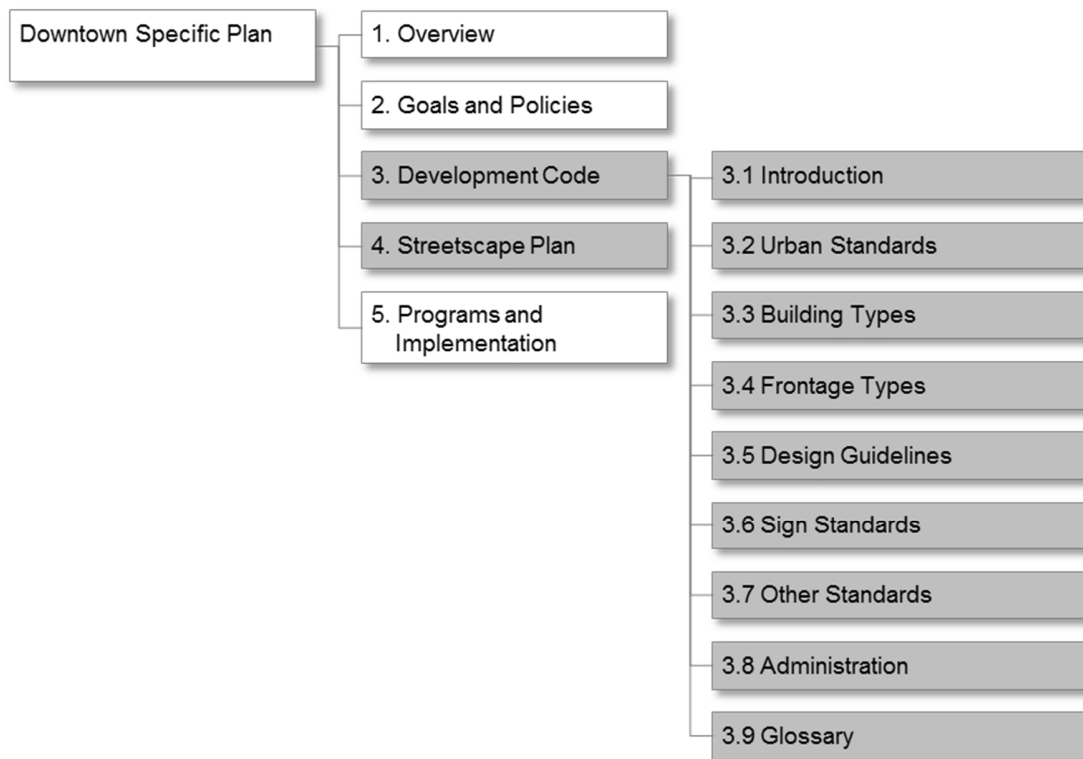 Downtown Specific Plan
1. Overview
2. Goals and Policies
3. Development Code
4. Streetscape Plan
5. Programs and
Implementation
3.1 Introduction
3.2 Urban Standards
3.3 Building Types
3.4 Frontage Types
3.5 Design Guidelines
3.6 Sign Standards
3.7 Other Standards
3.8 Administration
3.9 Glossary